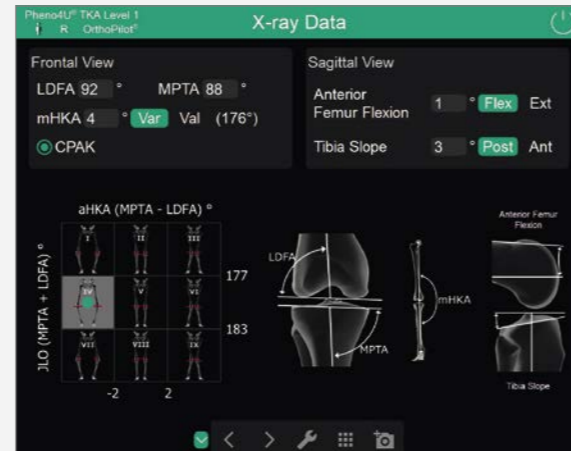 Pheno4U® TKA Level 1
R OrthoPilot®
X-ray Data
Frontal View
LDFA 92 ° MPTA 88 °
mHKA 4 ° Var Val (176°)
CPAK
Sagittal View
Anterior
Femur Flexion 1 ° Flex Ext
Tibia Slope 3 ° Post Ant
aHKA (MPTA - LDFA) °
JLO (MPTA + LDFA) °
I II III
IV V VI
VII VIII IX
177
183
-2 2
LDFA
MPTA
mHKA
Anterior Femur
Flexion
Tibia Slope